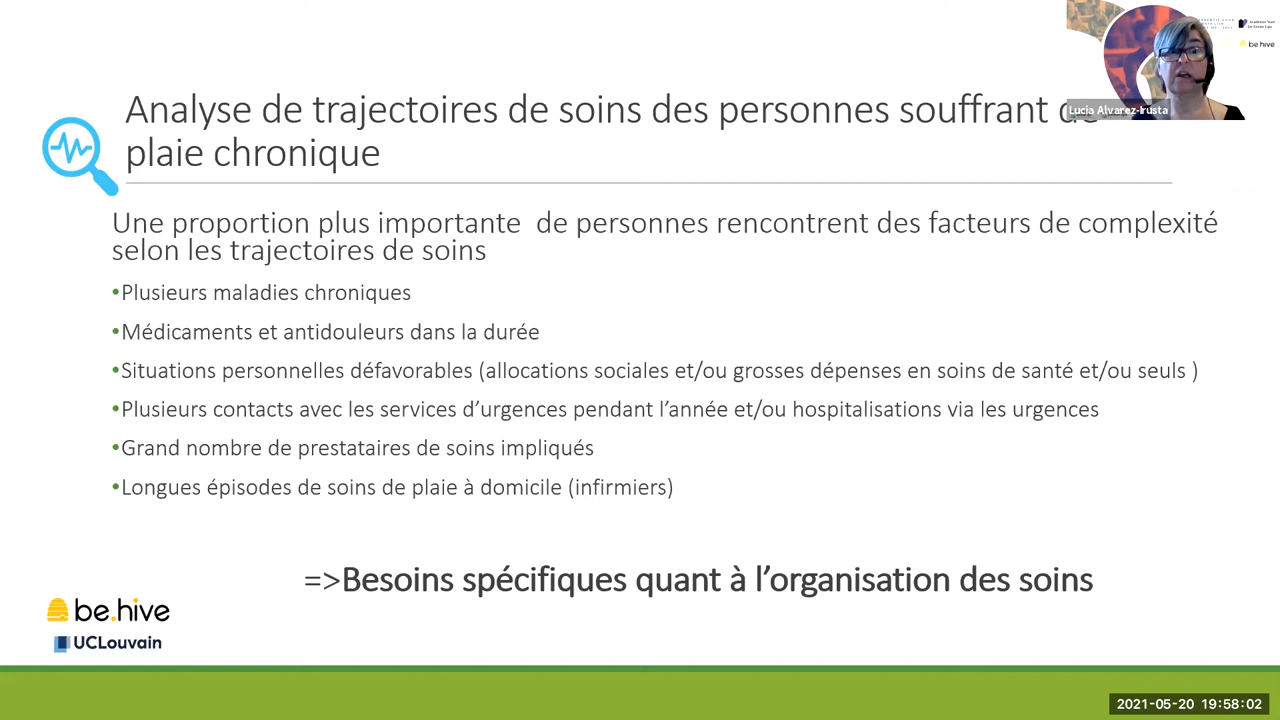 Analyse de trajectoires de soins des personnes souffrant de
plaie chronique
Une proportion plus importante de personnes rencontrent des facteurs de complexité
selon les trajectoires de soins
•Plusieurs maladies chroniques
•Médicaments et antidouleurs dans la durée
•Situations personnelles défavorables (allocations sociales et/ou grosses dépenses en soins de santé et/ou seuls )
•Plusieurs contacts avec les services d’urgences pendant l’année et/ou hospitalisations via les urgences
•Grand nombre de prestataires de soins impliqués
•Longues épisodes de soins de plaie à domicile (infirmiers)
=>Besoins spécifiques quant à l’organisation des soins
be.hive
UCLouvain
Lucia Alvarez-Irusta
be.hive
2021-05-20 19:58:02